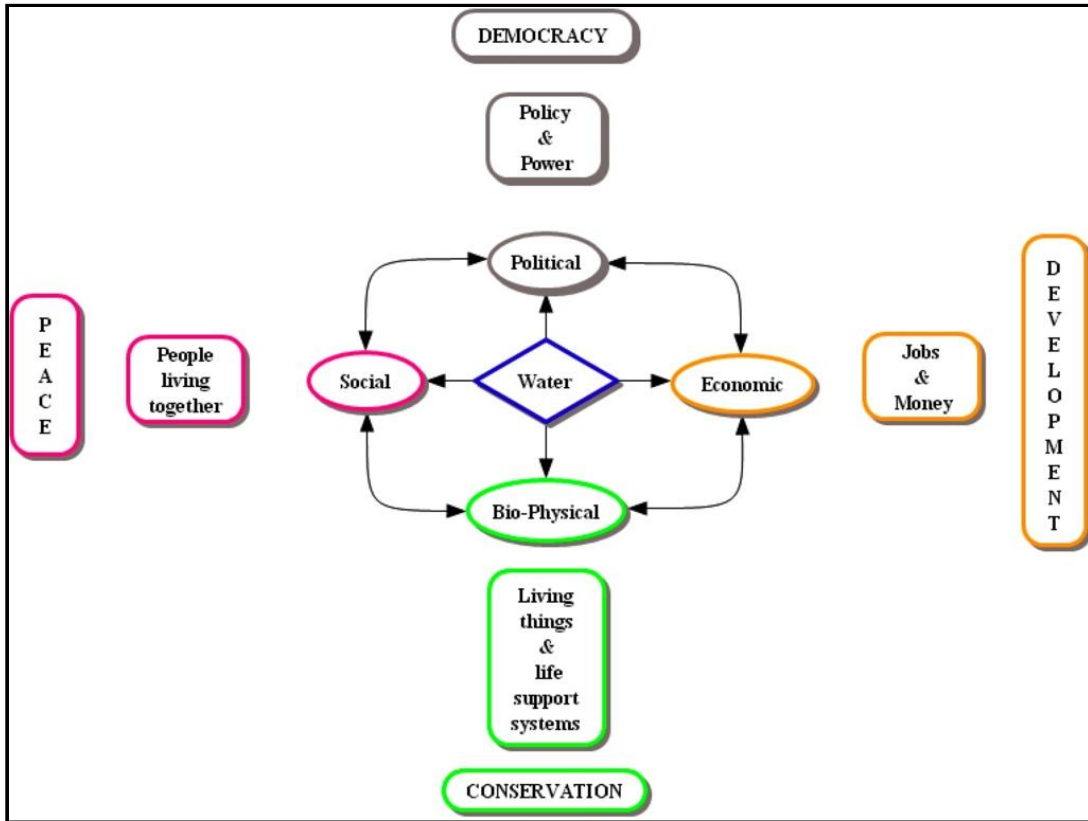 DEMOCRACY
Policy
&
Power
Political
P
E
A
C
E
People
living
together
Social
Water
Economic
Jobs
&
Money
D
E
V
E
L
O
P
M
E
N
T
Bio-Physical
Living
things
&
life
support
systems
CONSERVATION